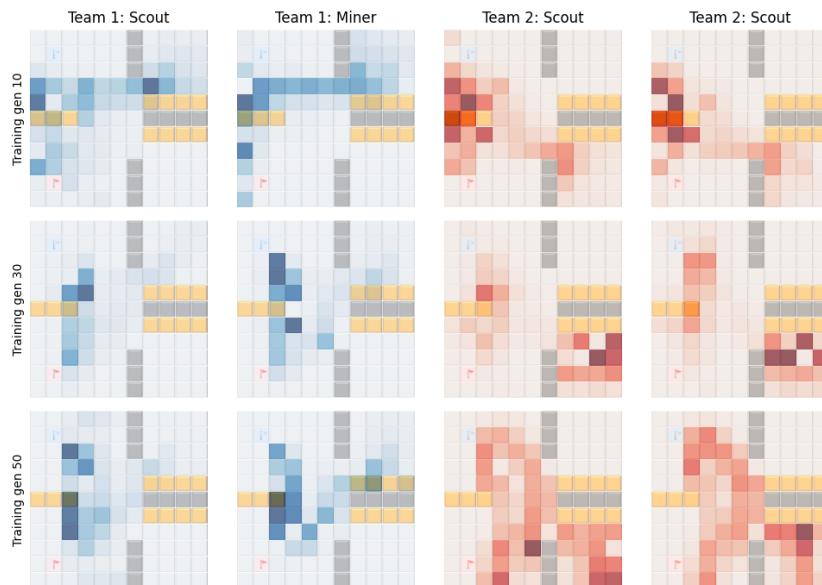 Team 1: Scout
Team 1: Miner
Team 2: Scout
Team 2: Scout
Training gen 10
Training gen 30
Training gen 50